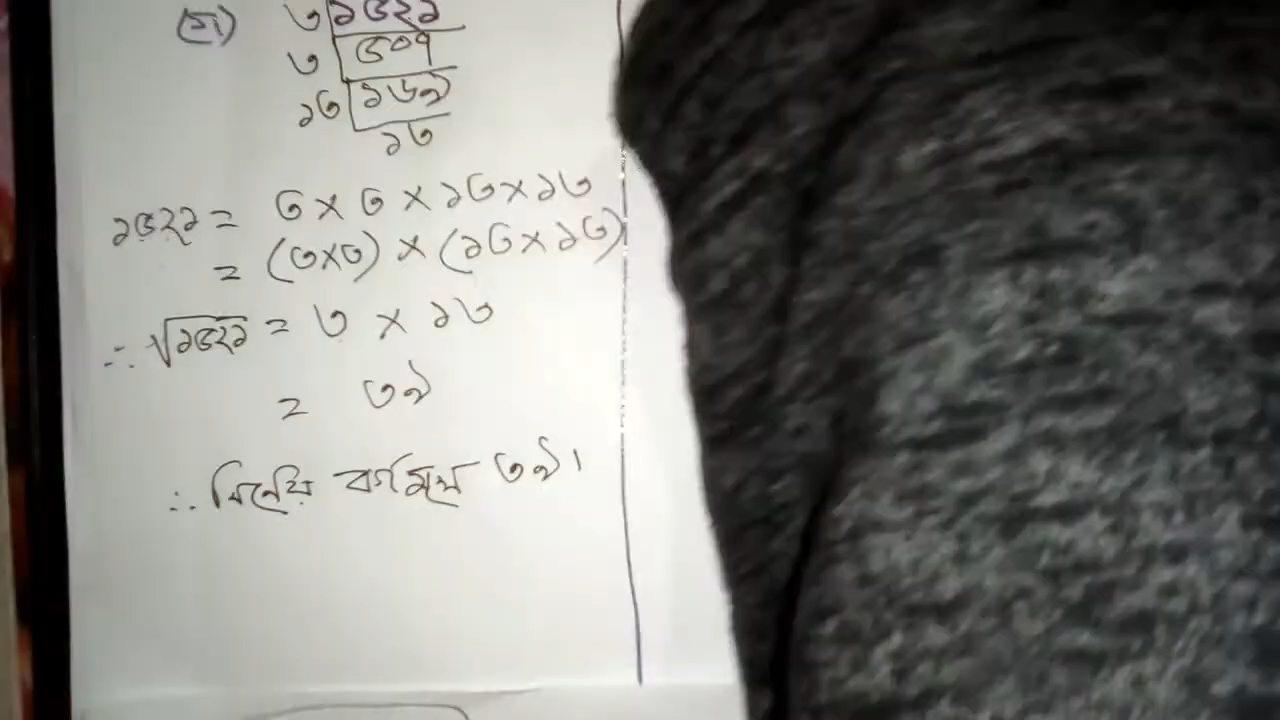 (গ) ৩ ১৫২১
৩ ৫০৭
১৩ ১৬৯
১৩
১৫২১ = ৩ × ৩ × ১৩ × ১৩
= (৩×৩) × (১৩×১৩)
∴ √১৫২১ = ৩ × ১৩
= ৩৯
∴ নির্ণেয় বর্গমূল ৩৯।